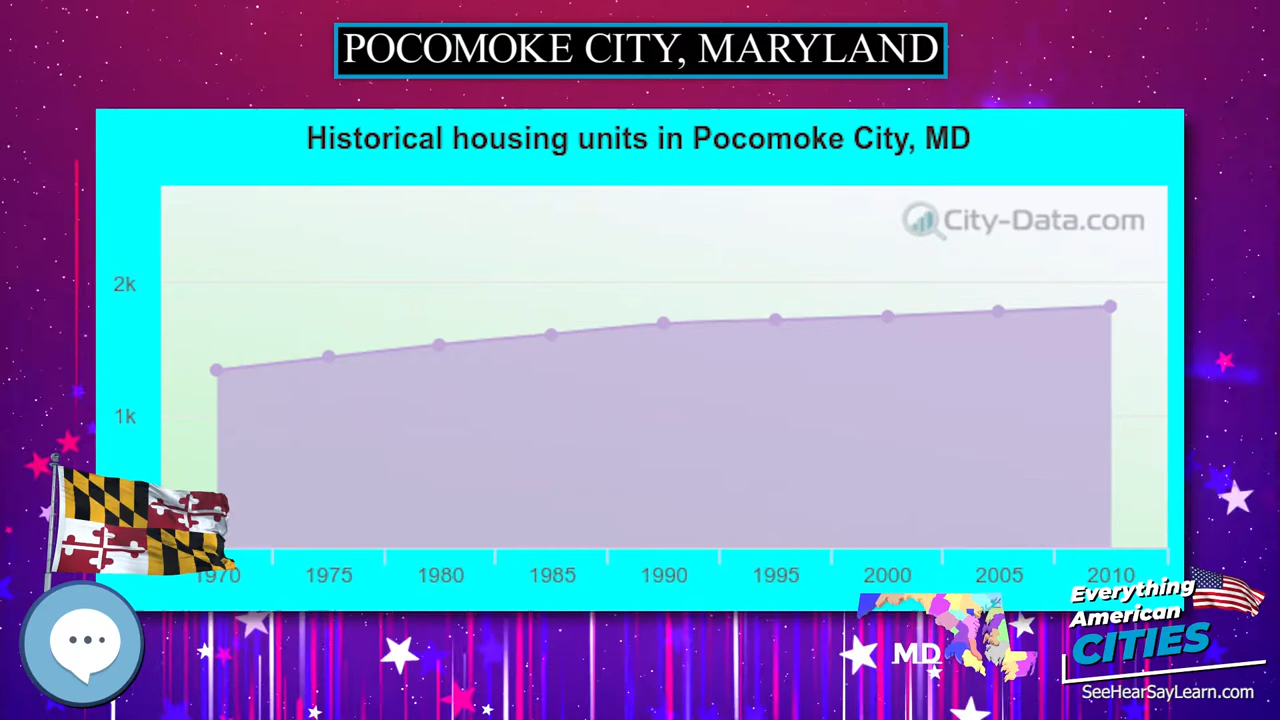 POCOMOKE CITY, MARYLAND
Historical housing units in Pocomoke City, MD
City-Data.com
2k
1k
1970 1975 1980 1985 1990 1995 2000 2005 2010
MD
Everything
American
CITIES
SeeHearSayLearn.com